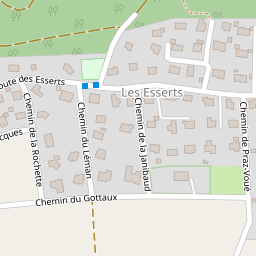 oute des Esserts
Les Esserts
acques
Chemin de la Rochette
Chemin du Léman
Chemin de la Janibaud
Chemin de Praz-Voué
Chemin du Gottaux